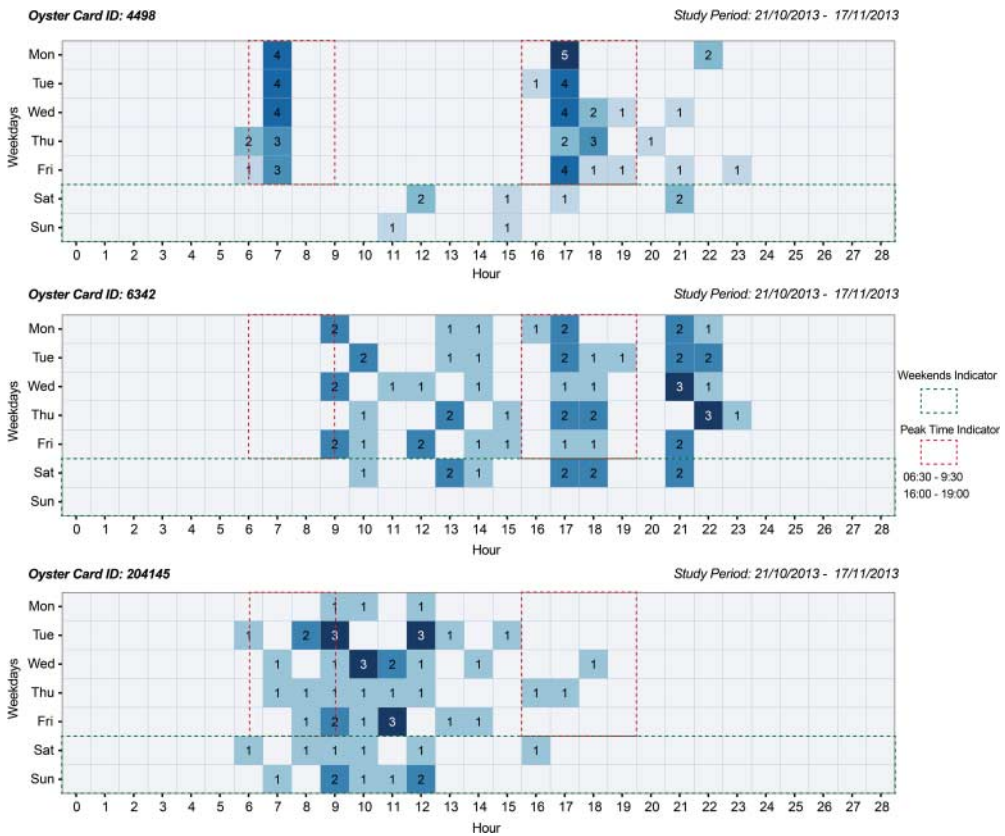 Oyster Card ID: 4498 Study Period: 21/10/2013 - 17/11/2013
Weekdays
Mon 4 5 2
Tue 4 1 4
Wed 4 4 2 1 1
Thu 2 3 2 3 1
Fri 1 3 4 1 1 1 1
Sat 2 1 1 2
Sun 1 1
0 1 2 3 4 5 6 7 8 9 10 11 12 13 14 15 16 17 18 19 20 21 22 23 24 25 26 27 28
Hour
Oyster Card ID: 6342 Study Period: 21/10/2013 - 17/11/2013
Weekdays
Mon 2 1 1 1 2 2 1
Tue 2 1 1 2 1 1 2 2
Wed 2 1 1 1 1 1 3 1
Thu 1 2 1 2 2 3 1
Fri 2 1 2 1 1 1 1 2
Sat 1 2 1 2 2 2
Sun
0 1 2 3 4 5 6 7 8 9 10 11 12 13 14 15 16 17 18 19 20 21 22 23 24 25 26 27 28
Hour
Weekends Indicator
Peak Time Indicator
06:30 - 9:30
16:00 - 19:00
Oyster Card ID: 204145 Study Period: 21/10/2013 - 17/11/2013
Weekdays
Mon 1 1 1
Tue 1 2 3 3 1 1
Wed 1 1 3 2 1 1 1
Thu 1 1 1 1 1 1 1 1
Fri 1 2 1 3 1 1
Sat 1 1 1 1 1 1
Sun 1 2 1 1 2
0 1 2 3 4 5 6 7 8 9 10 11 12 13 14 15 16 17 18 19 20 21 22 23 24 25 26 27 28
Hour